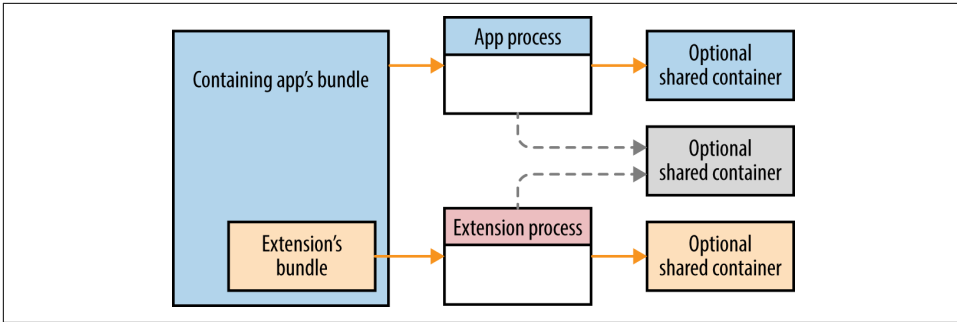 App process
Optional
shared container
Containing app's bundle
Optional
shared container
Extension's
bundle
Extension process
Optional
shared container